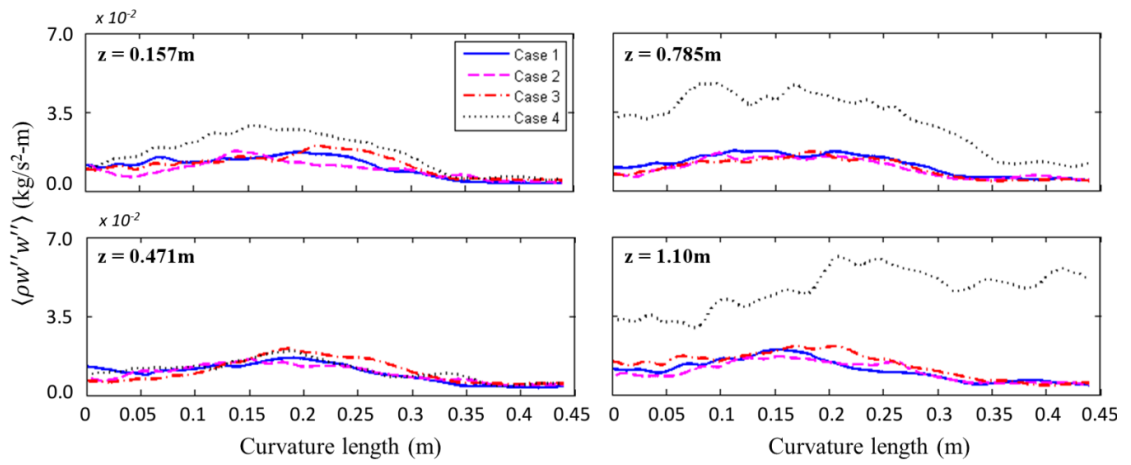 x 10⁻²
7.0
3.5
0.0
z = 0.157m
Case 1
Case 2
Case 3
Case 4
z = 0.785m
x 10⁻²
7.0
3.5
0.0
z = 0.471m
z = 1.10m
⟨ρw′′w′′⟩ (kg/s²-m)
0 0.05 0.1 0.15 0.2 0.25 0.3 0.35 0.4 0.45
0 0.05 0.1 0.15 0.2 0.25 0.3 0.35 0.4 0.45
Curvature length (m)
Curvature length (m)